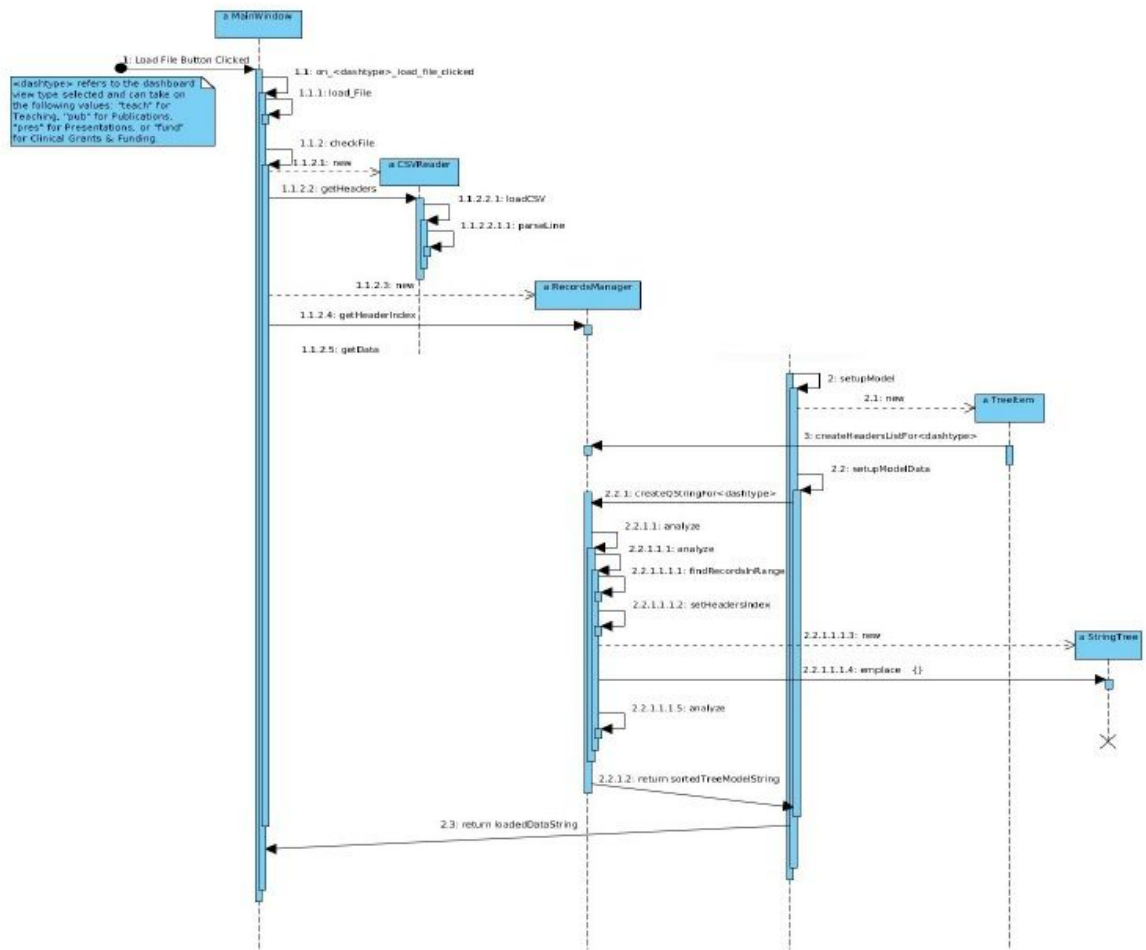 a MainWindow
1: Load File Button Clicked
1.1: on_<dashtype>_load_file_clicked
<dashtype> refers to the dashboard
view type selected and can take on
the following values: "teach" for
Teaching, "pub" for Publications,
"pres" for Presentations, or "fund"
for Clinical Grants & Funding.
1.1.1: load_File
1.1.2: checkFile
1.1.2.1: new
a CSVReader
1.1.2.2: getHeaders
1.1.2.2.1: loadCSV
1.1.2.2.1.1: parseLine
1.1.2.3: new
a RecordsManager
1.1.2.4: getHeaderIndex
1.1.2.5: getData
2: setupModel
2.1: new
a TreeItem
3: createHeadersListFor<dashtype>
2.2: setupModelData
2.2.1: createQStringFor<dashtype>
2.2.1.1: analyze
2.2.1.1.1: analyze
2.2.1.1.1.1: findRecordsInRange
2.2.1.1.1.2: setHeadersIndex
2.2.1.1.1.3: new
a StringTree
2.2.1.1.1.4: emplace {}
2.2.1.1.1.5: analyze
2.2.1.2: return sortedTreeModelString
2.3: return loadedDataString